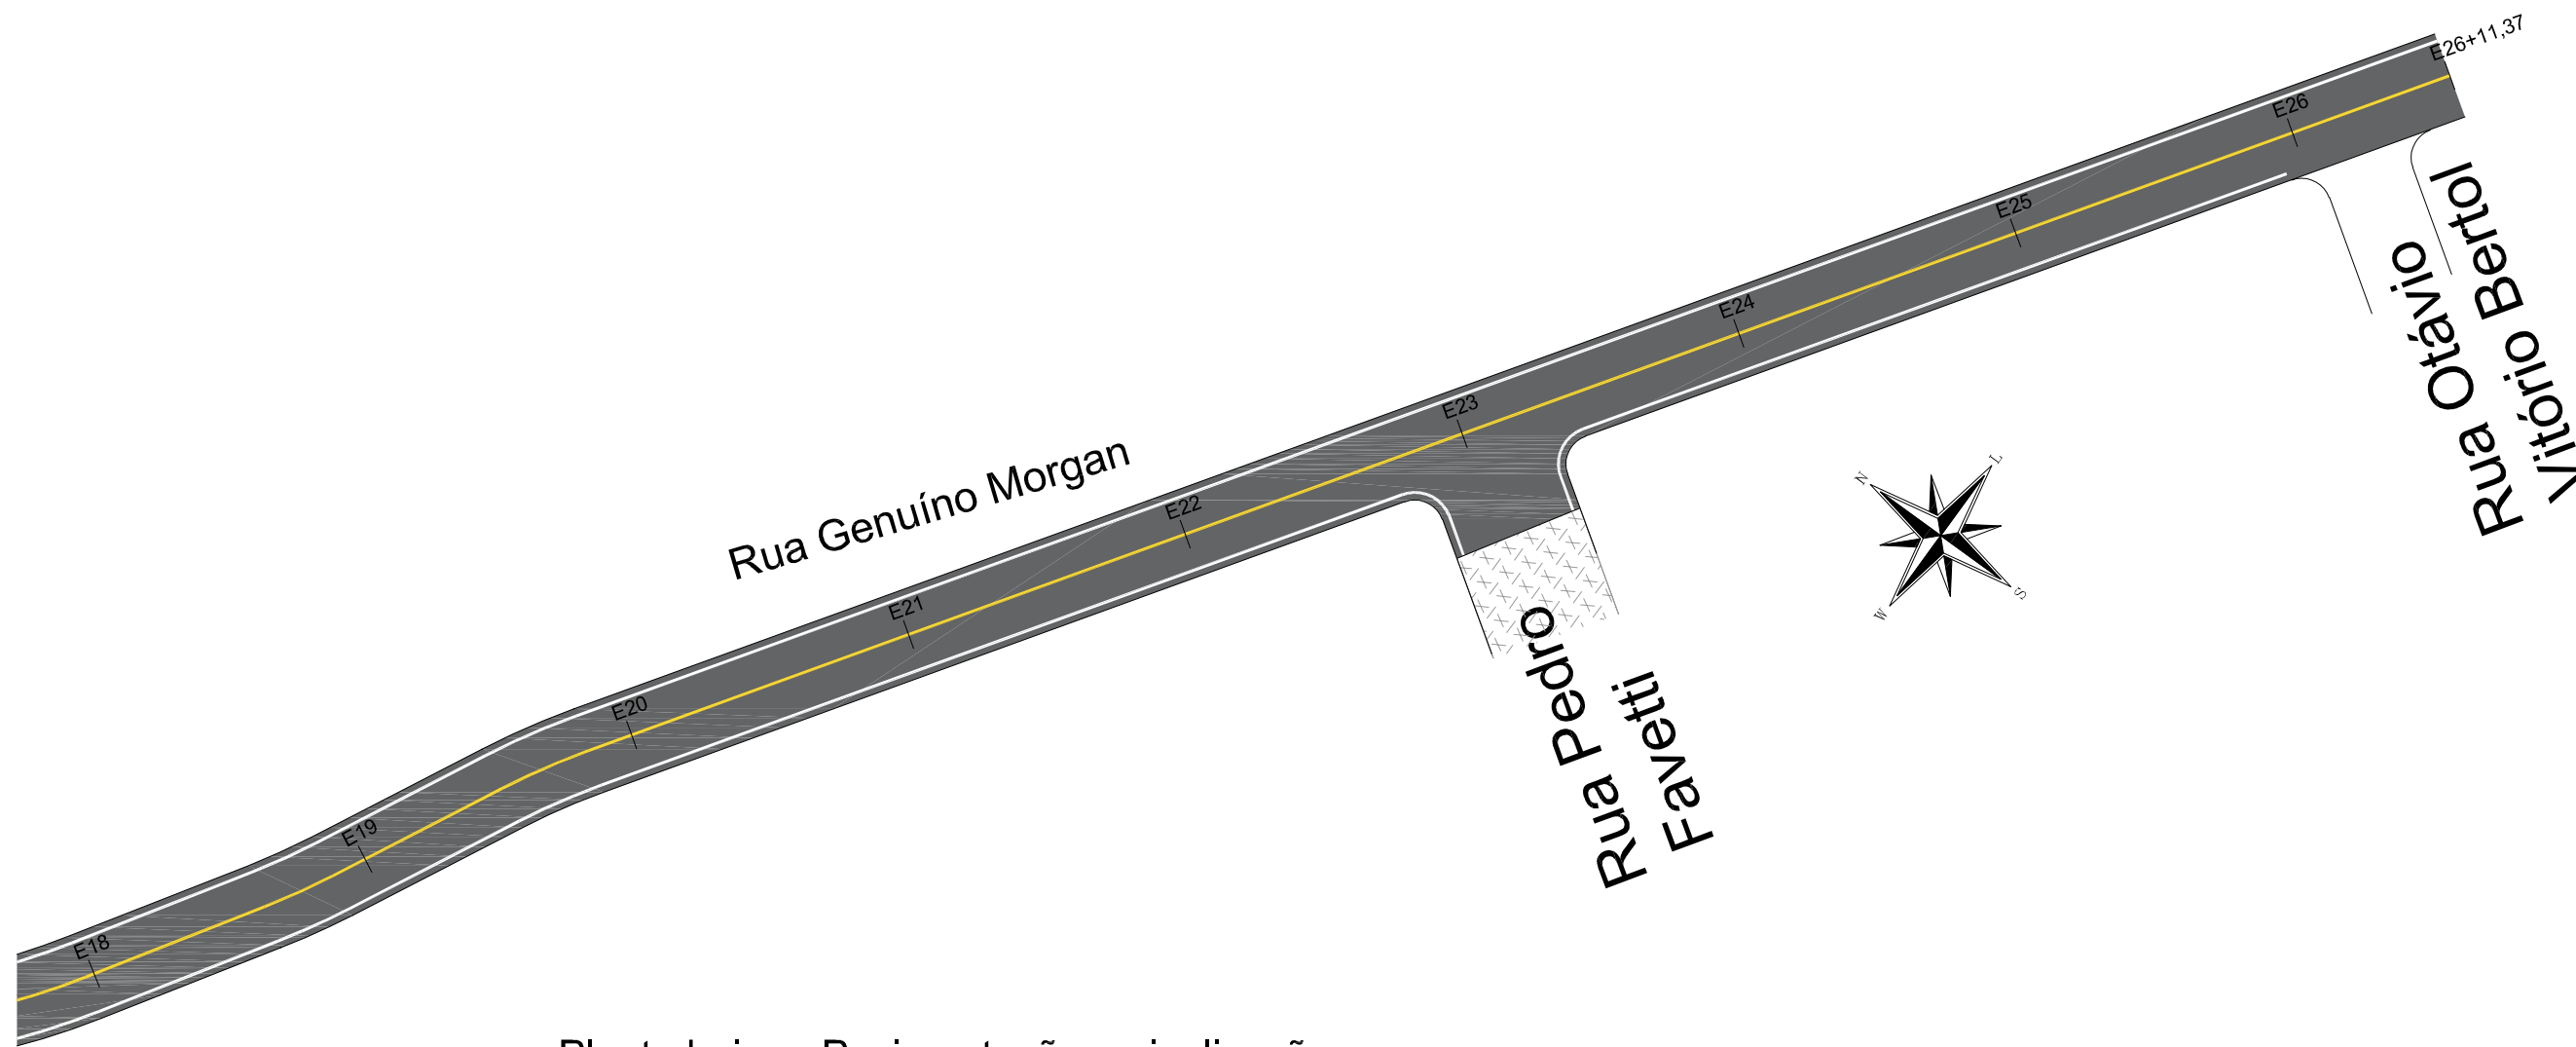 E26+11,37
E26
E25
E24
E23
E22
E21
E20
E19
E18
Rua Genuíno Morgan
Rua Pedro
Favetti
Rua Otávio
Vitório Bertol
N
L
S
W